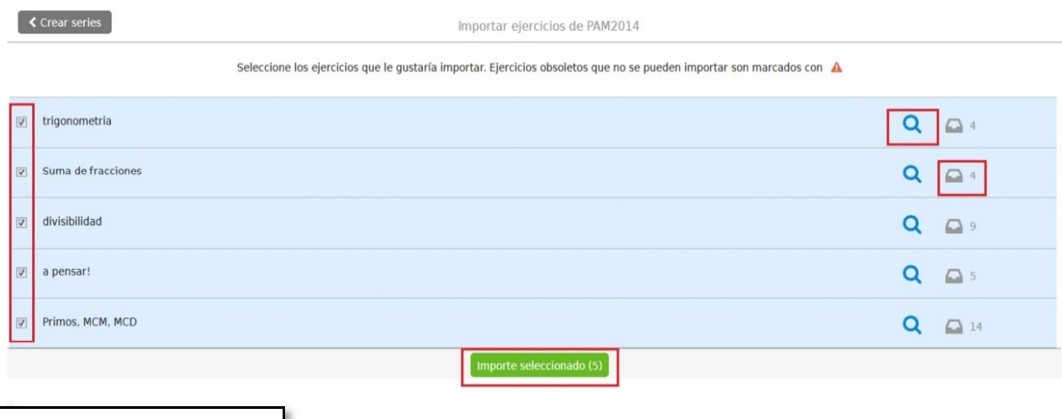 Crear series
Importar ejercicios de PAM2014
Seleccione los ejercicios que le gustaría importar. Ejercicios obsoletos que no se pueden importar son marcados con
trigonometria 4
Suma de fracciones 4
divisibilidad 9
a pensar! 5
Primos, MCM, MCD 14
Importe seleccionado (5)